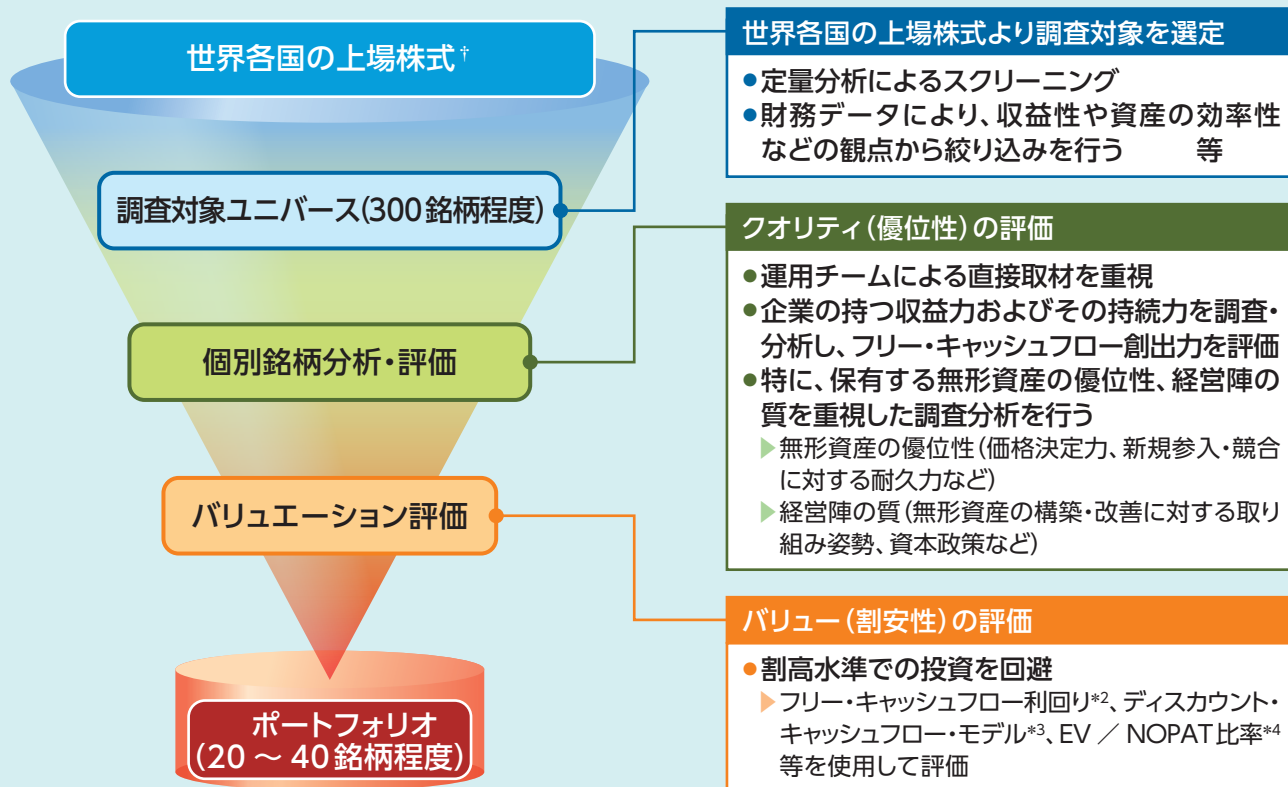 世界各国の上場株式†
調査対象ユニバース(300銘柄程度)
個別銘柄分析・評価
バリュエーション評価
ポートフォリオ
(20 ～ 40銘柄程度)
世界各国の上場株式より調査対象を選定
●定量分析によるスクリーニング
●財務データにより、収益性や資産の効率性
などの観点から絞り込みを行う 等
クオリティ(優位性)の評価
●運用チームによる直接取材を重視
●企業の持つ収益力およびその持続力を調査・
分析し、フリー・キャッシュフロー創出力を評価
●特に、保有する無形資産の優位性、経営陣の
質を重視した調査分析を行う
▶無形資産の優位性(価格決定力、新規参入・競合
に対する耐久力など)
▶経営陣の質(無形資産の構築・改善に対する取り
組み姿勢、資本政策など)
バリュー(割安性)の評価
●割高水準での投資を回避
▶フリー・キャッシュフロー利回り*2、ディスカウント・
キャッシュフロー・モデル*3、EV ／ NOPAT比率*4
等を使用して評価